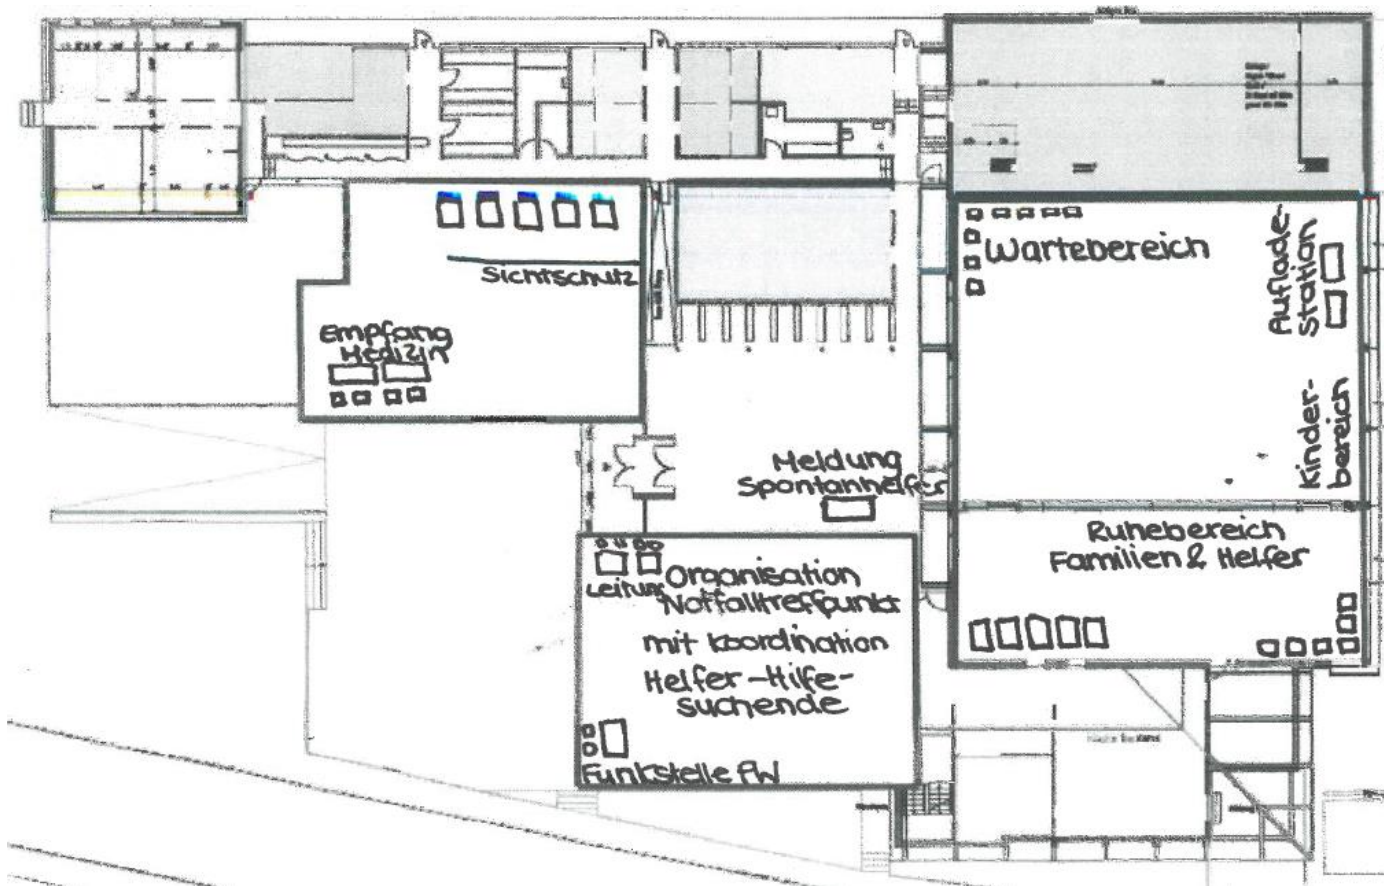 Sichtschutz
Empfang
Medizin
Wartebereich
Auflade-
station
Kinder-
bereich
Meldung
Spontanhelfer
Ruhebereich
Familien & Helfer
Leitung
Organisation
Notfalltreffpunkt
mit Koordination
Helfer-Hilfe-
suchende
Funkstelle FW